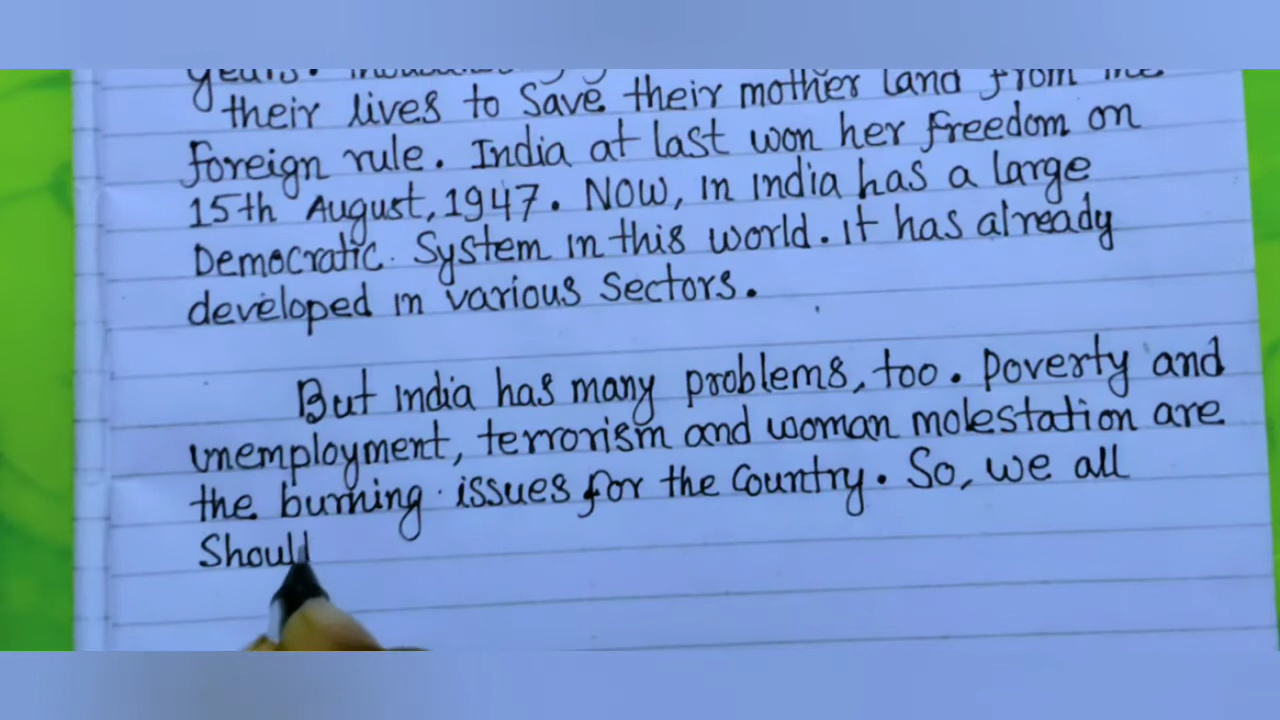 years.
their lives to Save their mother land from the
foreign rule. India at last won her freedom on
15th August, 1947. NOW, in India has a large
Democratic System in this world. it has already
developed in various Sectors.
But india has many problems, too. poverty and
unemployment, terrorism and woman molestation are
the burning issues for the Country. So, we all
Shoul